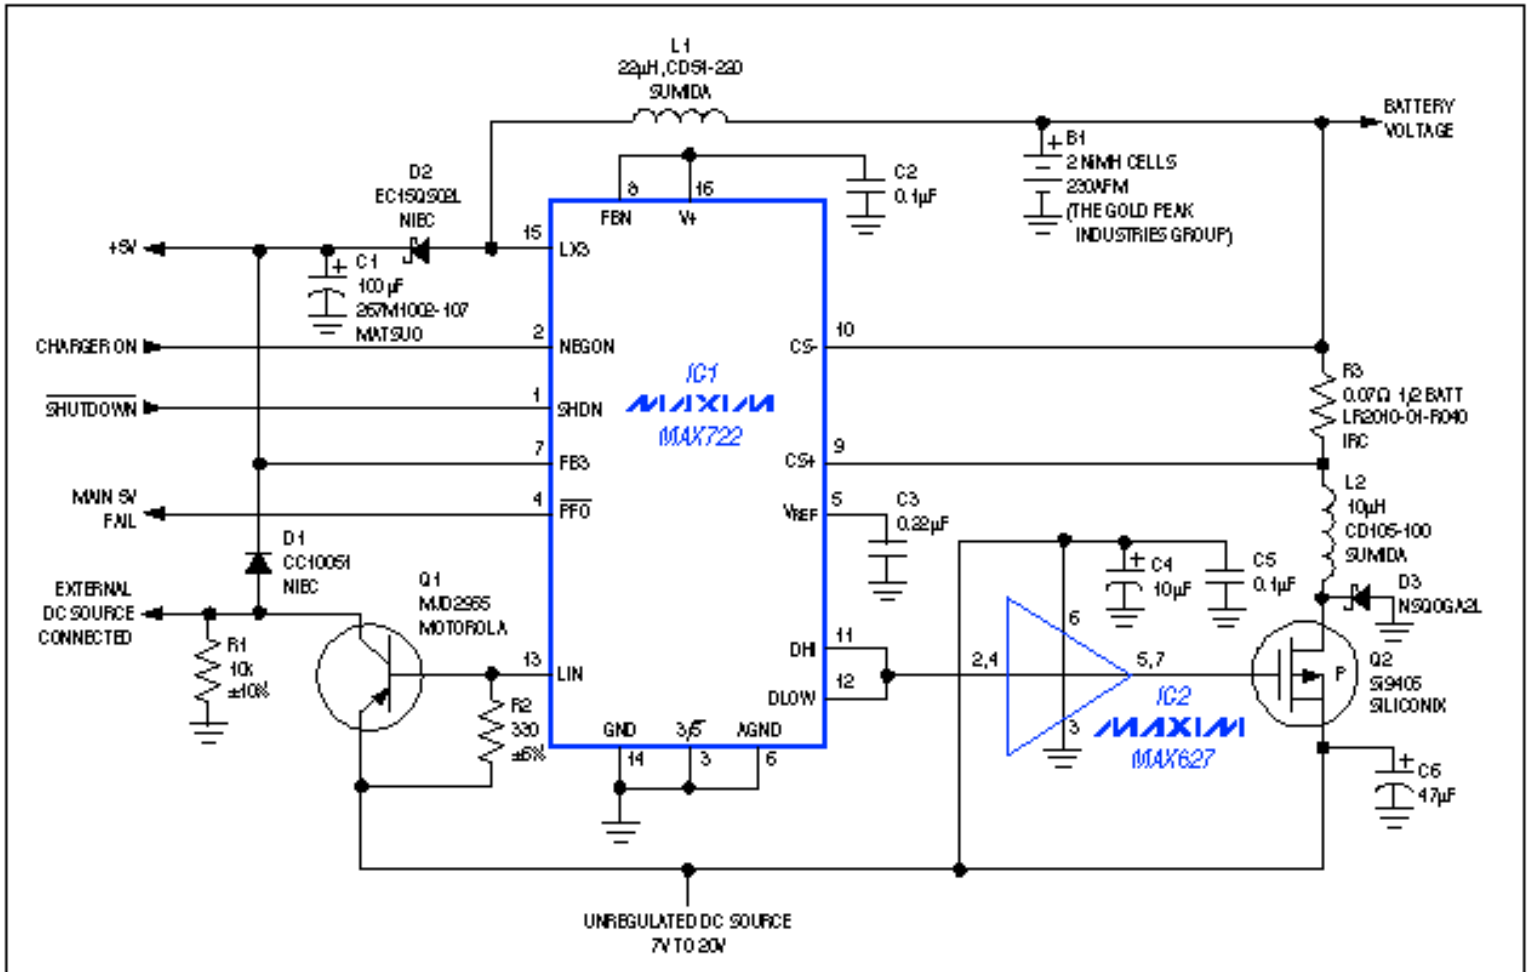 L1
22µH, CD54-220
SUMIDA
BATTERY
VOLTAGE
B1
2 NiMH CELLS
230AFM
(THE GOLD PEAK
INDUSTRIES GROUP)
D2
EC15QS02L
NIEC
C2
0.1µF
8
16
FBN
V+
+5V
15
LX3
C1
100 µF
267M1002-107
MATSUO
CHARGER ON
2
NEGON
CS-
10
IC1
MAXIM
MAX722
R3
0.07Ω 1/2 BATT
LR2010-01-R040
IRC
SHUTDOWN
1
SHDN
7
FB3
CS+
9
MAIN 5V
FAIL
4
PFO
VREF
5
C3
0.22µF
L2
10µH
CD105-100
SUMIDA
D1
CC10051
NIEC
C4
10µF
C5
0.1µF
D3
NSQ0GA2L
EXTERNAL
DC SOURCE
CONNECTED
Q1
MJD2955
MOTOROLA
R1
10k
±10%
13
LIN
DHI
11
DLOW
12
2,4
6
5,7
3
IC2
MAXIM
MAX627
P
Q2
Si9405
SILICONIX
R2
330
±5%
GND
3/5
AGND
14
3
6
C6
47µF
UNREGULATED DC SOURCE
7V TO 20V